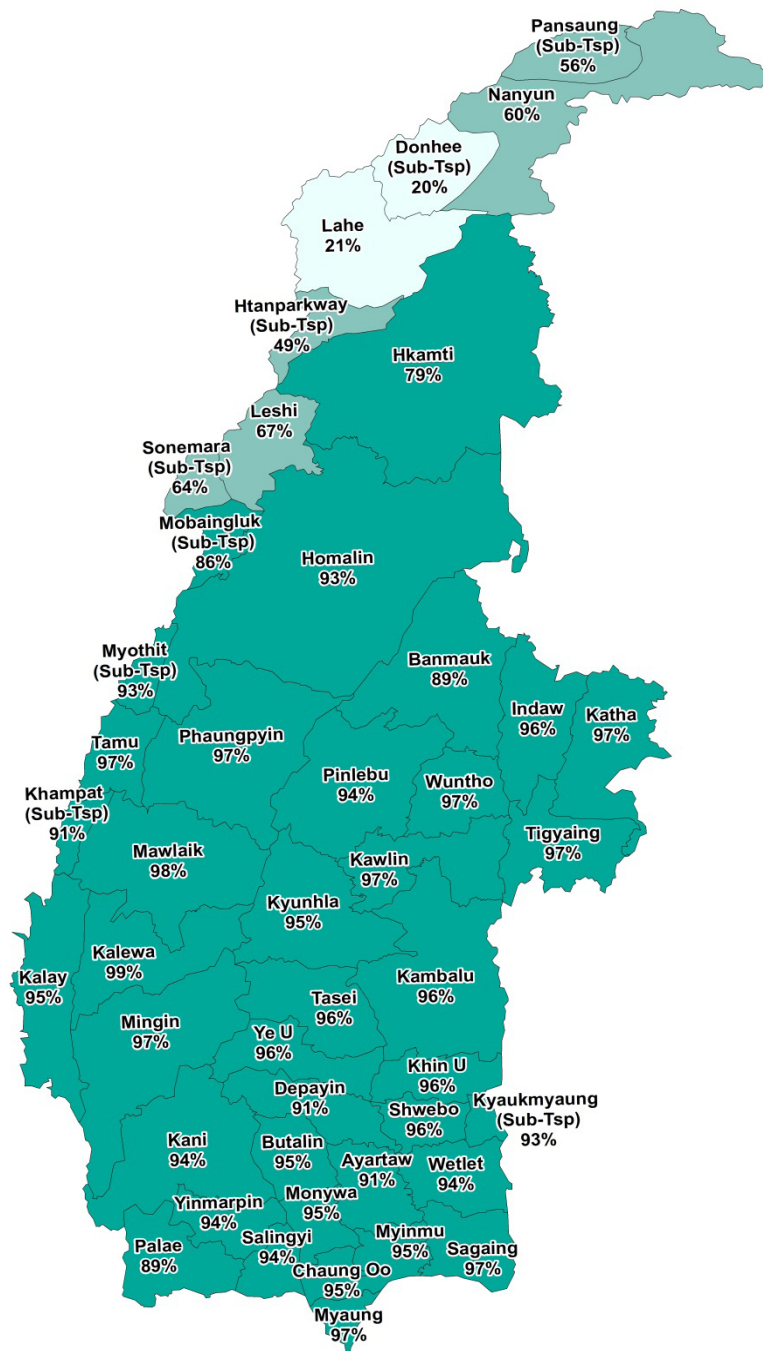 Pansaung
(Sub-Tsp)
56%
Nanyun
60%
Donhee
(Sub-Tsp)
20%
Lahe
21%
Htanparkway
(Sub-Tsp)
49%
Hkamti
79%
Leshi
67%
Sonemara
(Sub-Tsp)
64%
Mobaingluk
(Sub-Tsp)
86%
Homalin
93%
Myothit
(Sub-Tsp)
93%
Banmauk
89%
Indaw
96%
Katha
97%
Tamu
97%
Phaungpyin
97%
Pinlebu
94%
Wuntho
97%
Khampat
(Sub-Tsp)
91%
Mawlaik
98%
Kawlin
97%
Tigyaing
97%
Kyunhla
95%
Kalay
95%
Kalewa
99%
Kambalu
96%
Mingin
97%
Tasei
96%
Ye U
96%
Khin U
96%
Depayin
91%
Shwebo
96%
Kyaukmyaung
(Sub-Tsp)
93%
Kani
94%
Butalin
95%
Ayartaw
91%
Wetlet
94%
Yinmarpin
94%
Monywa
95%
Palae
89%
Salingyi
94%
Myinmu
95%
Sagaing
97%
Chaung Oo
95%
Myaung
97%